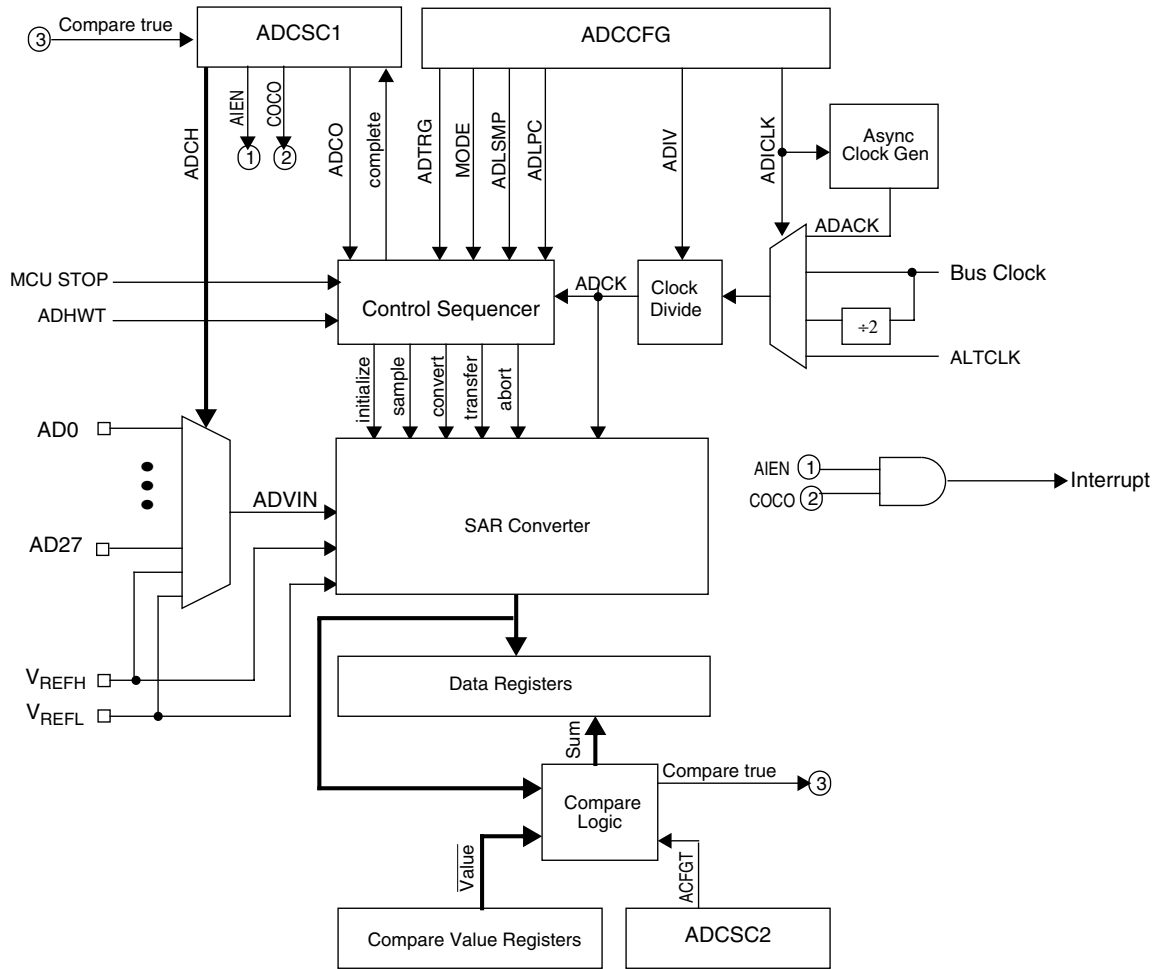 3
Compare true
ADCSC1
ADCCFG
ADCH
AIEN
COCO
1
2
ADCO
complete
ADTRG
MODE
ADLSMP
ADLPC
ADIV
ADICLK
Async
Clock Gen
ADACK
MCU STOP
ADHWT
Control Sequencer
ADCK
Clock
Divide
Bus Clock
÷2
ALTCLK
initialize
sample
convert
transfer
abort
AD0
AD27
ADVIN
SAR Converter
AIEN 1
COCO 2
Interrupt
VREFH
VREFL
Data Registers
Sum
Compare true
3
Compare
Logic
Value
ACFGT
Compare Value Registers
ADCSC2